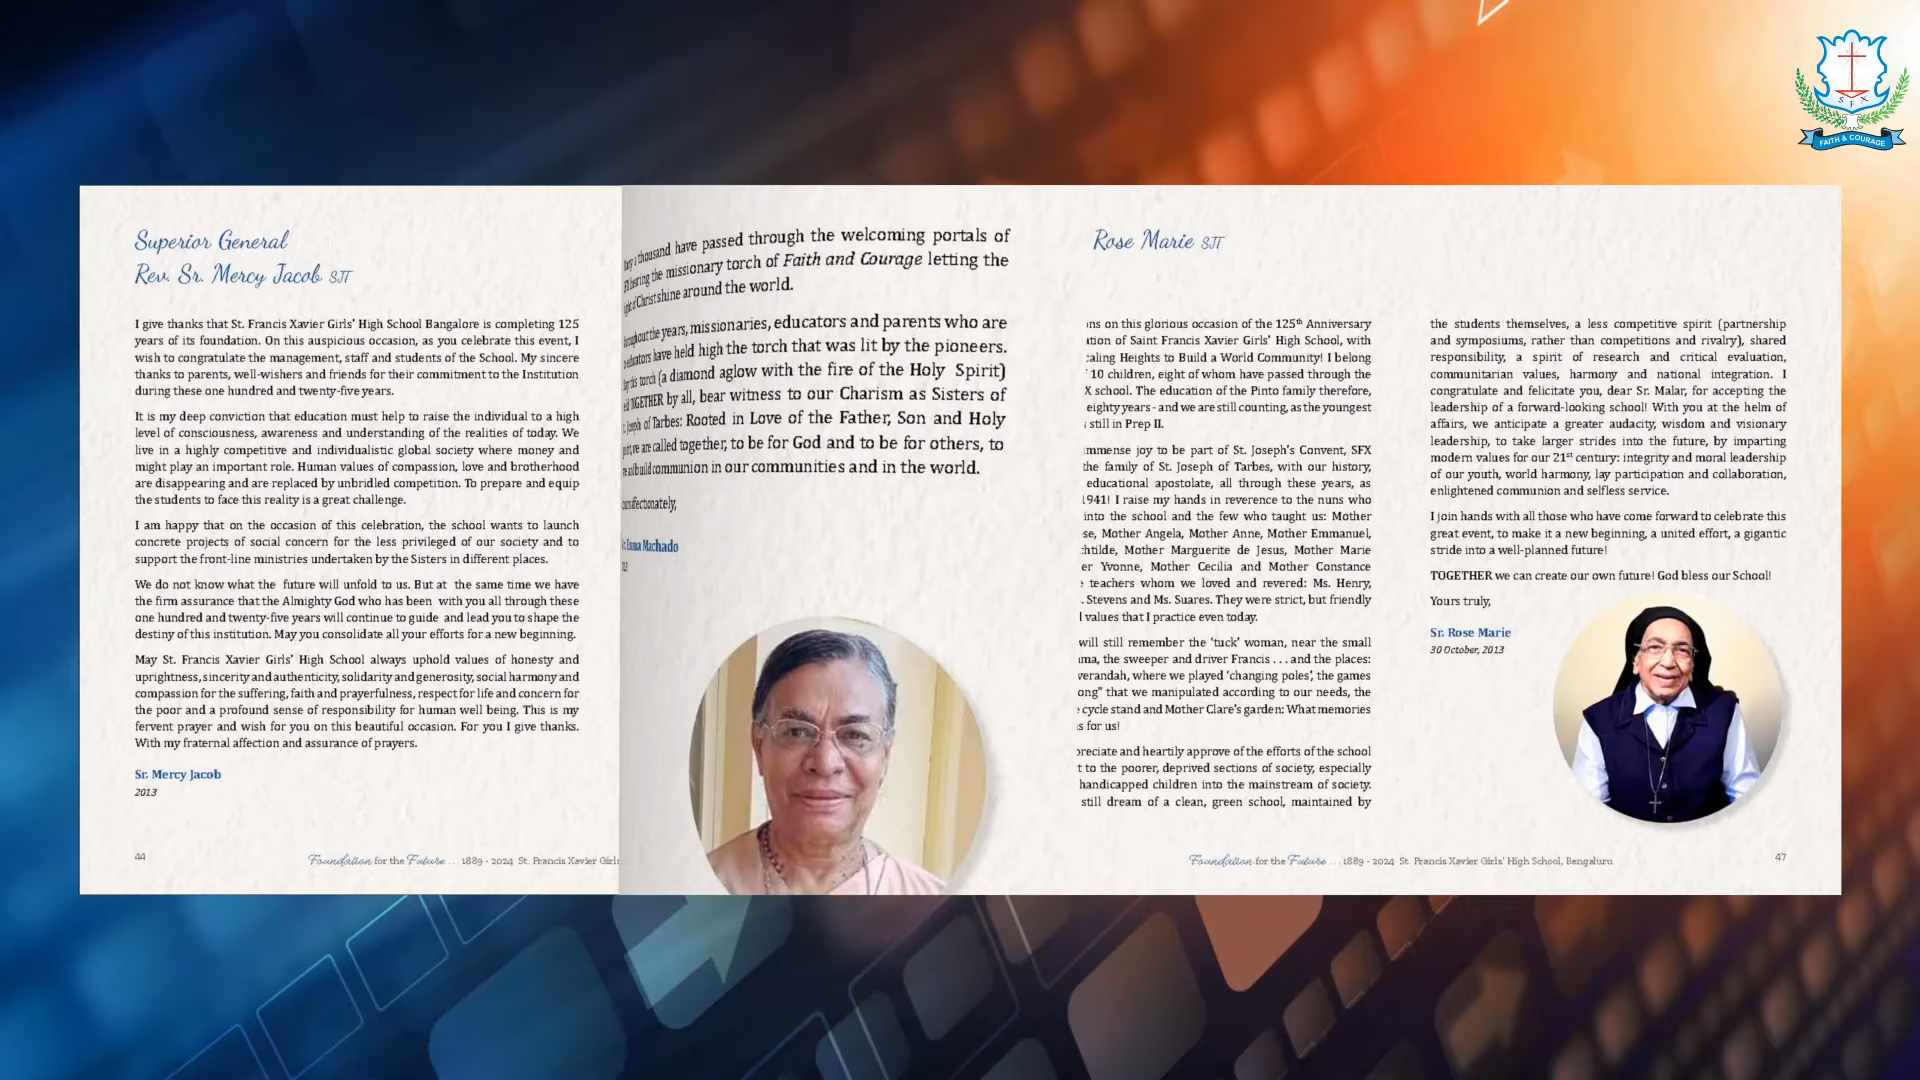 Superior General
Rev. Sr. Mercy Jacob SJT
I give thanks that St. Francis Xavier Girls' High School Bangalore is completing 125
years of its foundation. On this auspicious occasion, as you celebrate this event, I
wish to congratulate the management, staff and students of the School. My sincere
thanks to parents, well-wishers and friends for their commitment to the Institution
during these one hundred and twenty-five years.
It is my deep conviction that education must help to raise the individual to a high
level of consciousness, awareness and understanding of the realities of today. We
live in a highly competitive and individualistic global society where money and
might play an important role. Human values of compassion, love and brotherhood
are disappearing and are replaced by unbridled competition. To prepare and equip
the students to face this reality is a great challenge.
I am happy that on the occasion of this celebration, the school wants to launch
concrete projects of social concern for the less privileged of our society and to
support the front-line ministries undertaken by the Sisters in different places.
We do not know what the future will unfold to us. But at the same time we have
the firm assurance that the Almighty God who has been with you all through these
one hundred and twenty-five years will continue to guide and lead you to shape the
destiny of this institution. May you consolidate all your efforts for a new beginning.
May St. Francis Xavier Girls' High School always uphold values of honesty and
uprightness, sincerity and authenticity, solidarity and generosity, social harmony and
compassion for the suffering, faith and prayerfulness, respect for life and concern for
the poor and a profound sense of responsibility for human well being. This is my
fervent prayer and wish for you on this beautiful occasion. For you I give thanks.
With my fraternal affection and assurance of prayers.
Sr. Mercy Jacob
2013
44
Foundation for the Future . . . 1889 - 2024 St. Francis Xavier Girls
thousand have passed through the welcoming portals of
bearing the missionary torch of Faith and Courage letting the
of Christ shine around the world.
the years, missionaries, educators and parents who are
educators have held high the torch that was lit by the pioneers.
this torch (a diamond aglow with the fire of the Holy Spirit)
TOGETHER by all, bear witness to our Charism as Sisters of
Joseph of Tarbes: Rooted in Love of the Father, Son and Holy
we are called together, to be for God and to be for others, to
build communion in our communities and in the world.
affectionately,
Machado
Rose Marie SJT
ns on this glorious occasion of the 125th Anniversary
ation of Saint Francis Xavier Girls' High School, with
caling Heights to Build a World Community! I belong
10 children, eight of whom have passed through the
X school. The education of the Pinto family therefore,
eighty years - and we are still counting, as the youngest
still in Prep II.
mmense joy to be part of St. Joseph's Convent, SFX
the family of St. Joseph of Tarbes, with our history,
educational apostolate, all through these years, as
1941! I raise my hands in reverence to the nuns who
into the school and the few who taught us: Mother
se, Mother Angela, Mother Anne, Mother Emmanuel,
htilde, Mother Marguerite de Jesus, Mother Marie
er Yvonne, Mother Cecilia and Mother Constance
teachers whom we loved and revered: Ms. Henry,
. Stevens and Ms. Suares. They were strict, but friendly
values that I practice even today.
will still remember the 'tuck' woman, near the small
ma, the sweeper and driver Francis . . . and the places:
verandah, where we played 'changing poles', the games
ong" that we manipulated according to our needs, the
cycle stand and Mother Clare's garden: What memories
s for us!
preciate and heartily approve of the efforts of the school
t to the poorer, deprived sections of society, especially
handicapped children into the mainstream of society.
still dream of a clean, green school, maintained by
the students themselves, a less competitive spirit (partnership
and symposiums, rather than competitions and rivalry), shared
responsibility, a spirit of research and critical evaluation,
communitarian values, harmony and national integration. I
congratulate and felicitate you, dear Sr. Malar, for accepting the
leadership of a forward-looking school! With you at the helm of
affairs, we anticipate a greater audacity, wisdom and visionary
leadership, to take larger strides into the future, by imparting
modern values for our 21st century: integrity and moral leadership
of our youth, world harmony, lay participation and collaboration,
enlightened communion and selfless service.
I join hands with all those who have come forward to celebrate this
great event, to make it a new beginning, a united effort, a gigantic
stride into a well-planned future!
TOGETHER we can create our own future! God bless our School!
Yours truly,
Sr. Rose Marie
30 October, 2013
Foundation for the Future . . . 1889 - 2024 St. Francis Xavier Girls' High School, Bengaluru
47
S F X
FAITH & COURAGE